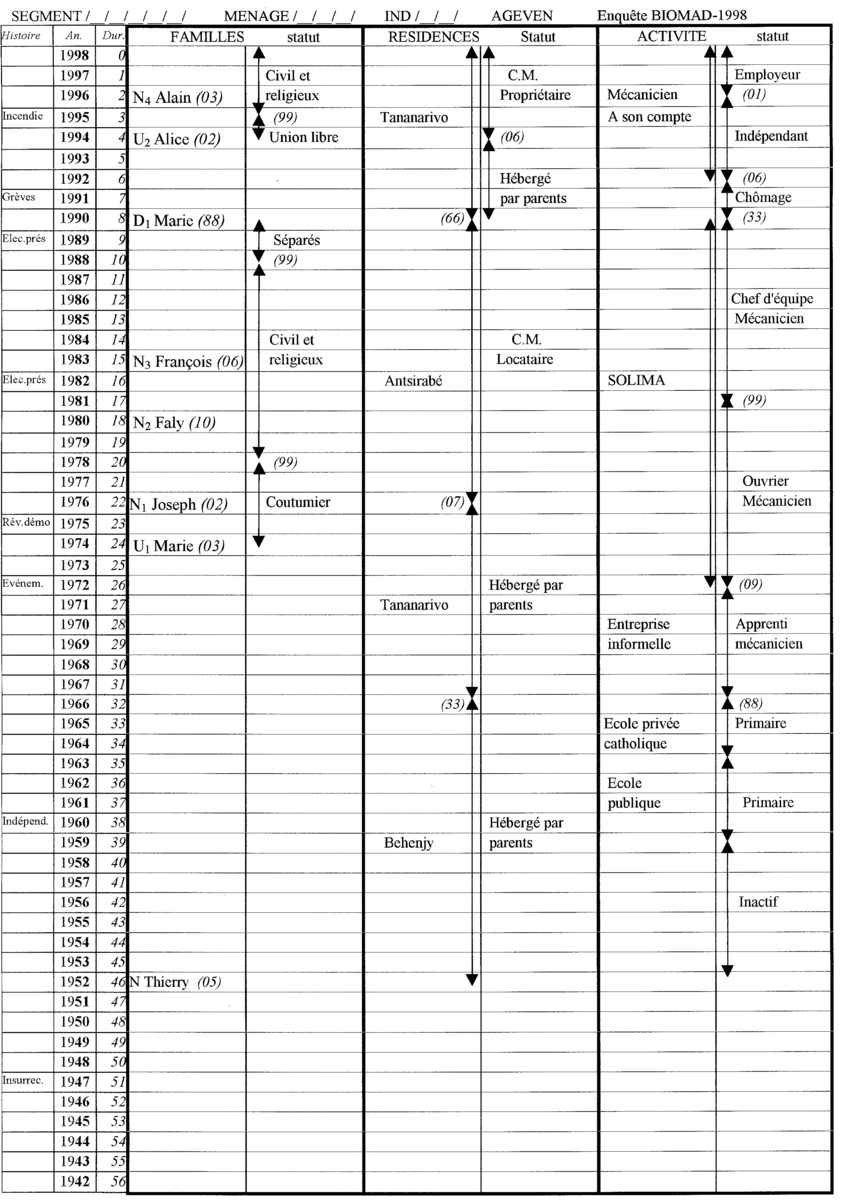 SEGMENT /__/__/__/__/__/ MENAGE /__/__/__/ IND /__/__/ AGEVEN Enquête BIOMAD-1998
Histoire An. Dur. FAMILLES statut RESIDENCES Statut ACTIVITE statut
1998 0
1997 1 Civil et C.M. Employeur
1996 2 N4 Alain (03) religieux Propriétaire Mécanicien (01)
Incendie 1995 3 (99) Tananarivo A son compte
1994 4 U2 Alice (02) Union libre (06) Indépendant
1993 5
1992 6 Hébergé (06)
Grèves 1991 7 par parents Chômage
1990 8 D1 Marie (88) (66) (33)
Elec.prés 1989 9 Séparés
1988 10 (99)
1987 11
1986 12 Chef d'équipe
1985 13 Mécanicien
1984 14 Civil et C.M.
1983 15 N3 François (06) religieux Locataire
Elec.prés 1982 16 Antsirabé SOLIMA
1981 17 (99)
1980 18 N2 Faly (10)
1979 19
1978 20 (99)
1977 21 Ouvrier
1976 22 N1 Joseph (02) Coutumier (07) Mécanicien
Rév.démo 1975 23
1974 24 U1 Marie (03)
1973 25
Evénem. 1972 26 Hébergé par (09)
1971 27 Tananarivo parents
1970 28 Entreprise Apprenti
1969 29 informelle mécanicien
1968 30
1967 31
1966 32 (33) (88)
1965 33 Ecole privée Primaire
1964 34 catholique
1963 35
1962 36 Ecole
1961 37 publique Primaire
Indépend. 1960 38 Hébergé par
1959 39 Behenjy parents
1958 40
1957 41
1956 42 Inactif
1955 43
1954 44
1953 45
1952 46 N Thierry (05)
1951 47
1950 48
1949 49
1948 50
Insurrec. 1947 51
1946 52
1945 53
1944 54
1943 55
1942 56